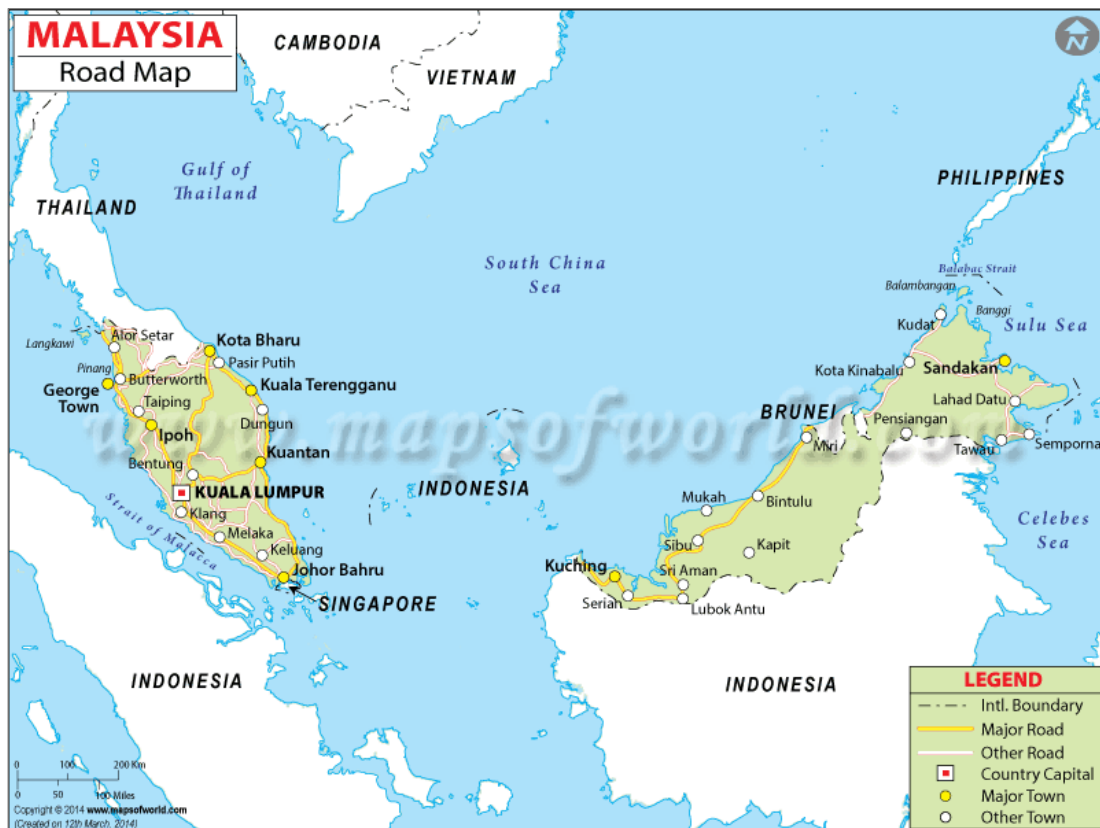 MALAYSIA
Road Map
CAMBODIA
VIETNAM
N
Gulf of
Thailand
THAILAND
PHILIPPINES
South China
Sea
Balabac Strait
Balambangan
Banggi
Kudat
Sulu Sea
Langkawi
Alor Setar
Kota Bharu
Pasir Putih
Pinang
Butterworth
George
Town
Kuala Terengganu
Taiping
Dungun
Ipoh
Kuantan
Bentung
KUALA LUMPUR
Klang
Strait of Malacca
Melaka
Keluang
Johor Bahru
SINGAPORE
INDONESIA
www.mapsofworld.com
Kota Kinabalu
Sandakan
Lahad Datu
BRUNEI
Pensiangan
Miri
Tawau
Semporna
Mukah
Bintulu
Celebes
Sea
Sibu
Kapit
Kuching
Sri Aman
Serian
Lubok Antu
INDONESIA
INDONESIA
LEGEND
Intl. Boundary
Major Road
Other Road
Country Capital
Major Town
Other Town
0 100 200 Km
0 50 100 Miles
Copyright © 2014 www.mapsofworld.com
(Created on 12th March, 2014)